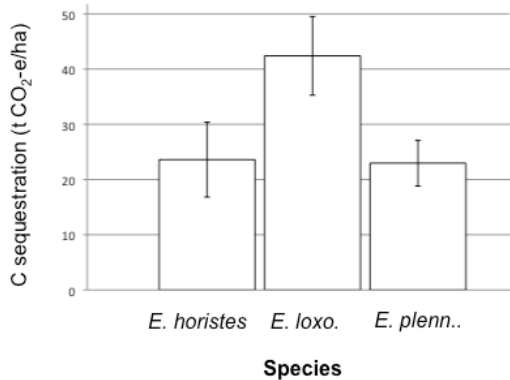 C sequestration (t CO₂-e/ha)
50
40
30
20
10
0
E. horistes E. loxo. E. plenn..
Species